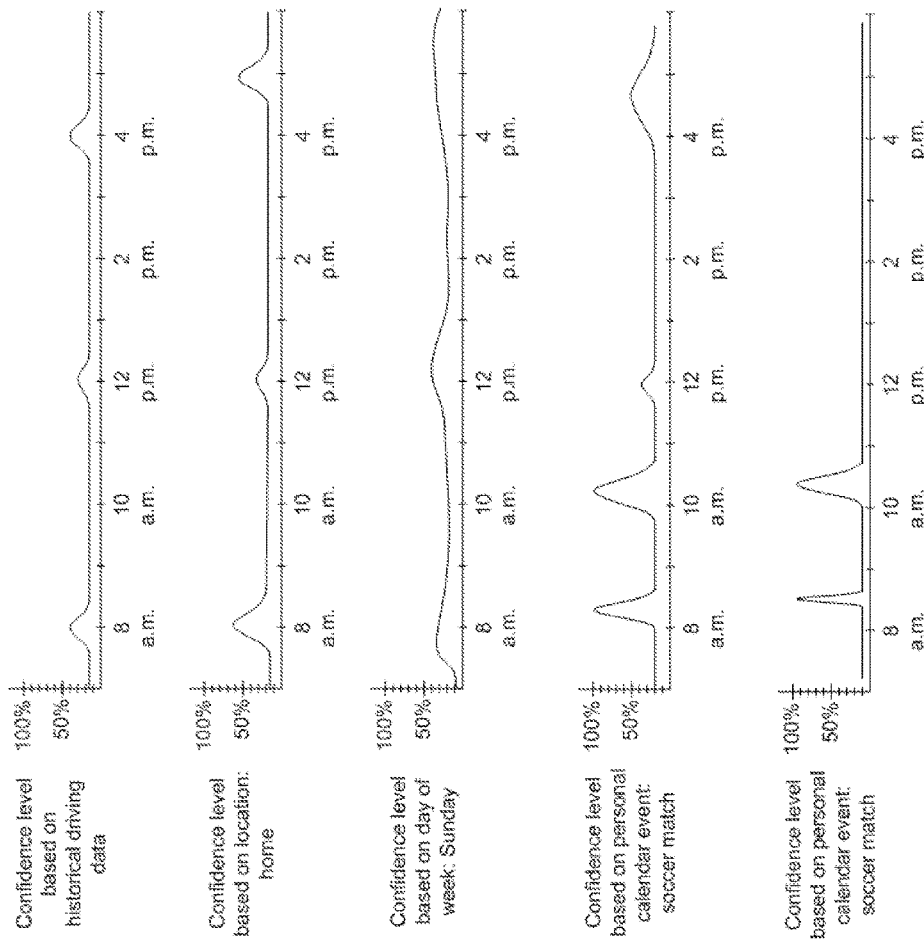 Confidence level
based on
historical driving
data
100%
50%
8 10 12 2 4
a.m. a.m. p.m. p.m. p.m.
Confidence level
based on location:
home
100%
50%
8 10 12 2 4
a.m. a.m. p.m. p.m. p.m.
Confidence level
based on day of
week: Sunday
100%
50%
8 10 12 2 4
a.m. a.m. p.m. p.m. p.m.
Confidence level
based on personal
calendar event:
soccer match
100%
50%
8 10 12 2 4
a.m. a.m. p.m. p.m. p.m.
Confidence level
based on personal
calendar event:
soccer match
100%
50%
8 10 12 2 4
a.m. a.m. p.m. p.m. p.m.